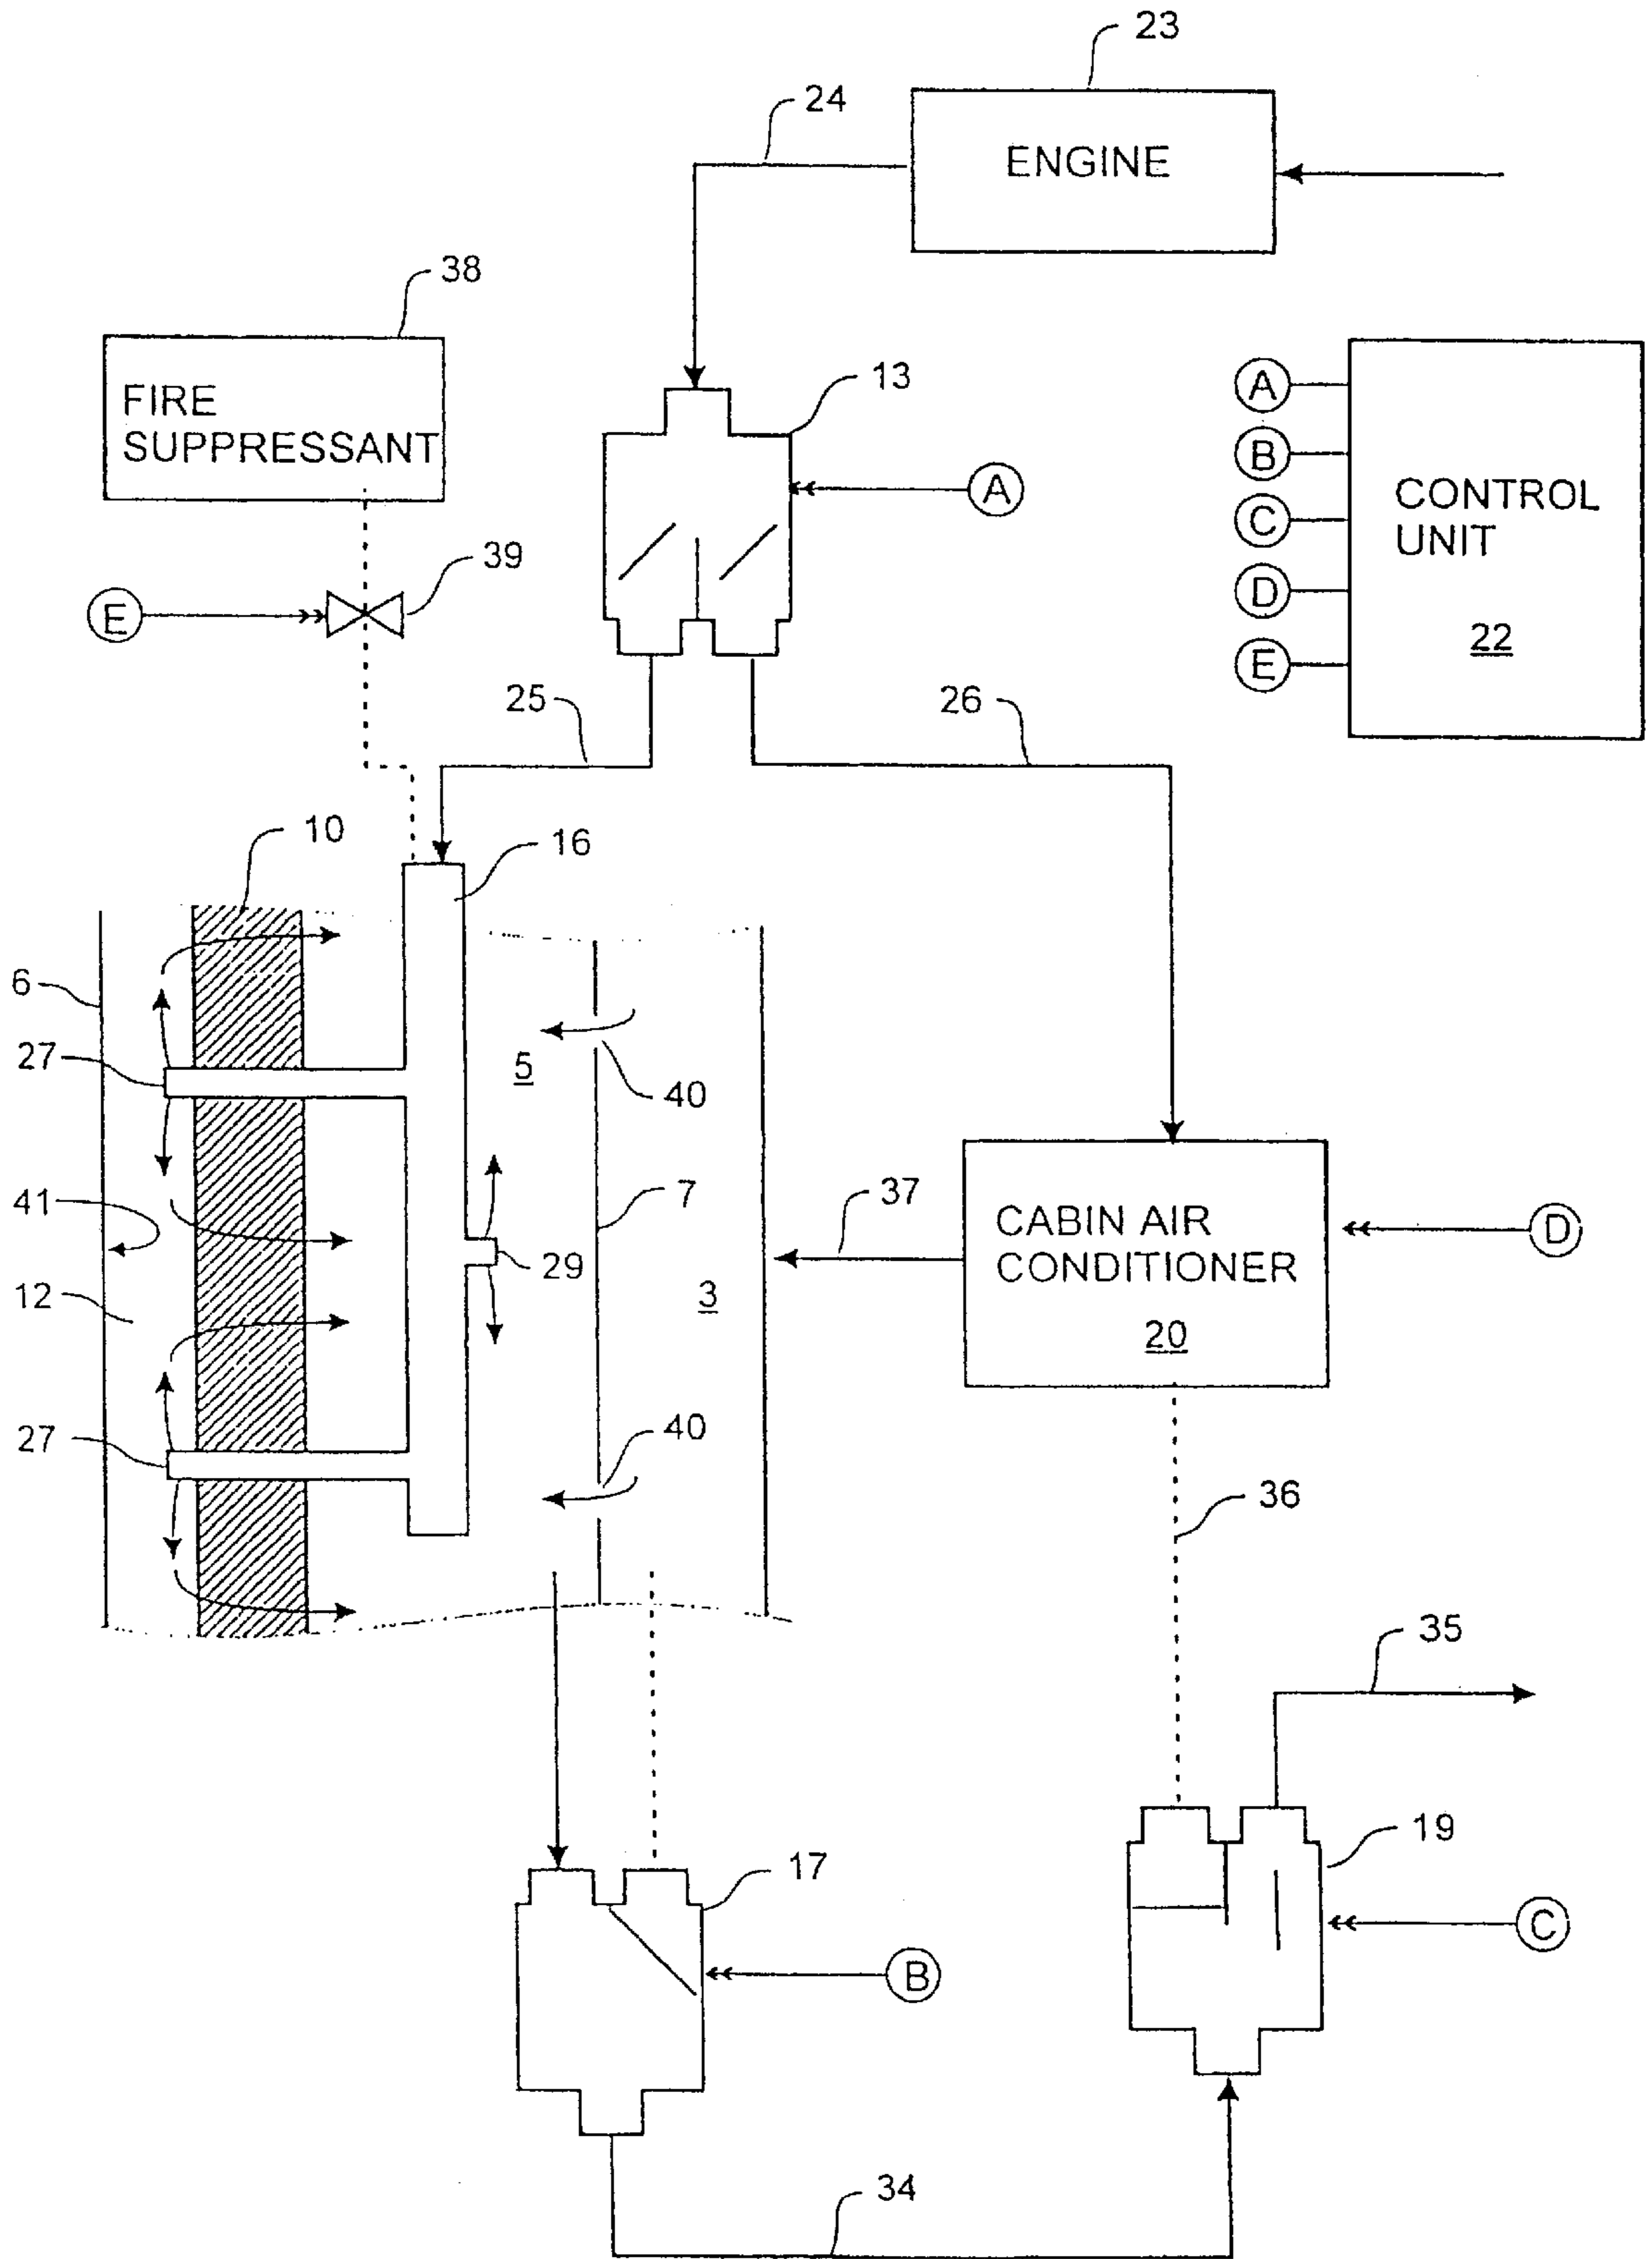 23
24
ENGINE
38
FIRE
SUPPRESSANT
13
A
A
B
C
D
E
CONTROL
UNIT
22
39
E
25
26
10
16
6
27
5
40
41
7
37
CABIN AIR
CONDITIONER
20
D
29
12
3
27
40
36
35
17
19
B
C
34